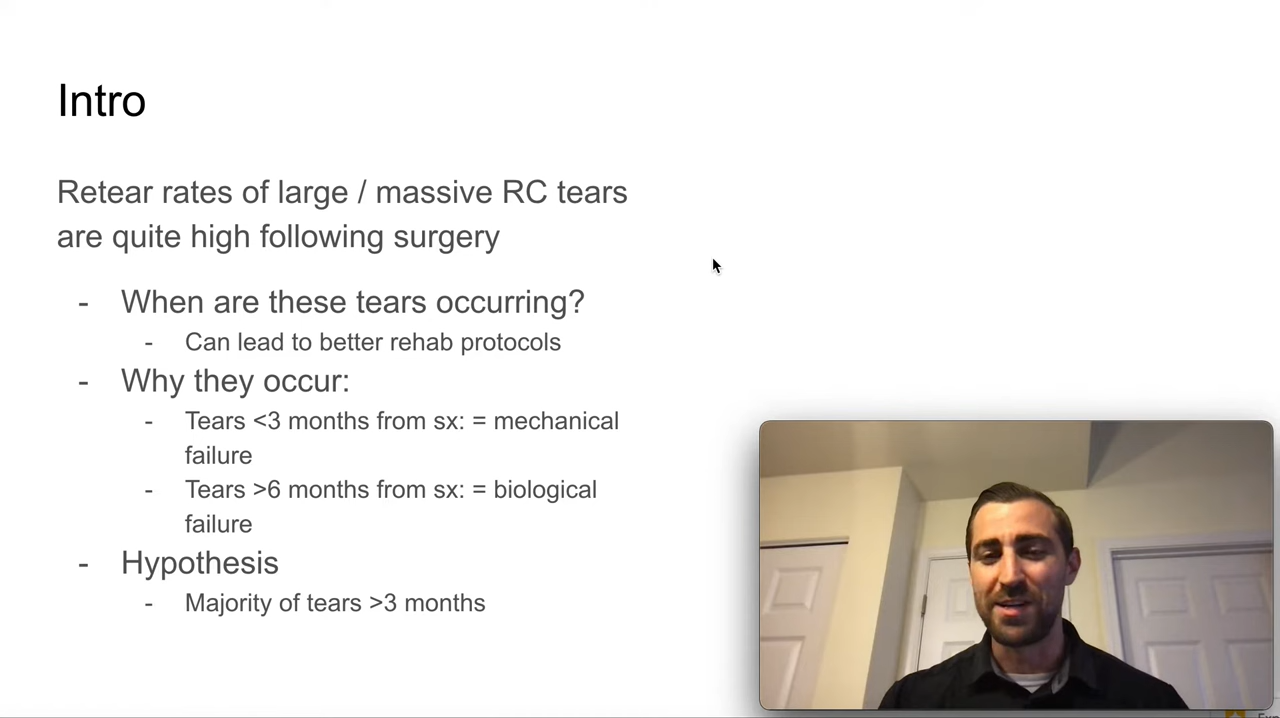 Intro
Retear rates of large / massive RC tears
are quite high following surgery
- When are these tears occurring?
- Can lead to better rehab protocols
- Why they occur:
- Tears <3 months from sx: = mechanical
failure
- Tears >6 months from sx: = biological
failure
- Hypothesis
- Majority of tears >3 months